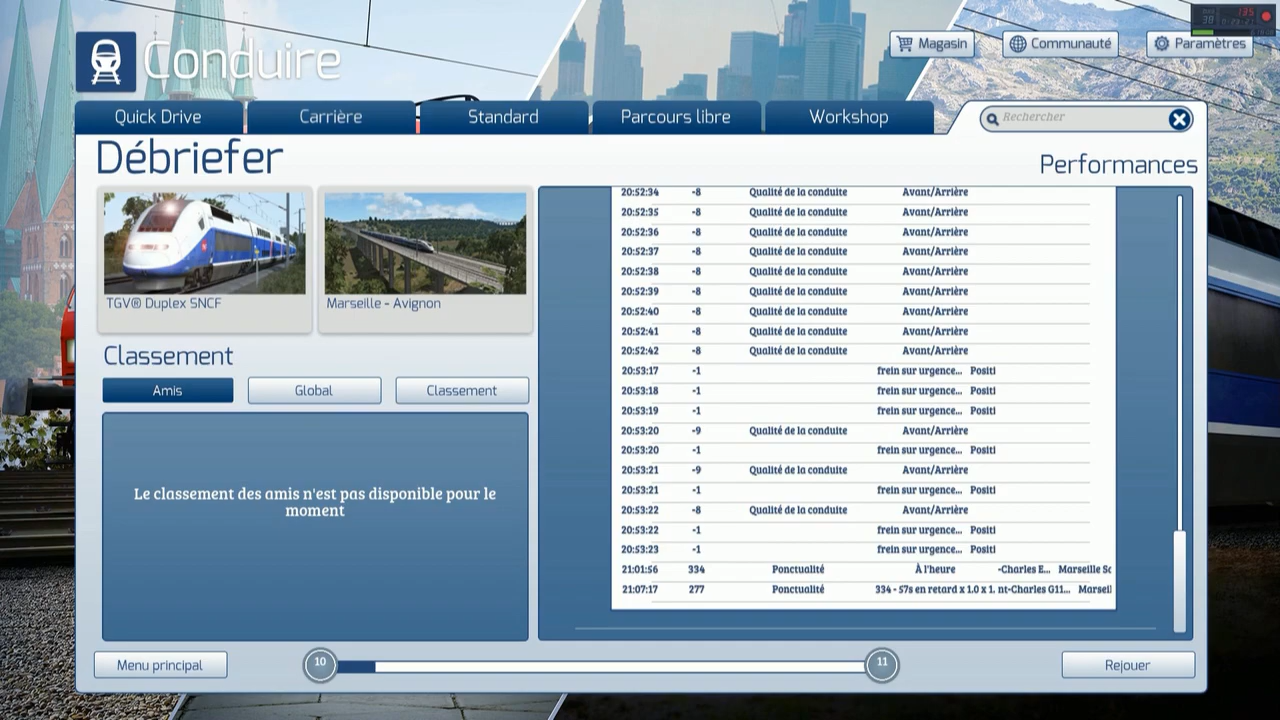 Conduire
Magasin
Communauté
Paramètres
Quick Drive
Carrière
Standard
Parcours libre
Workshop
Rechercher
Débriefer
Performances
TGV® Duplex SNCF
Marseille - Avignon
Classement
Amis
Global
Classement
Le classement des amis n'est pas disponible pour le
moment
20:52:34 -8 Qualité de la conduite Avant/Arrière
20:52:35 -8 Qualité de la conduite Avant/Arrière
20:52:36 -8 Qualité de la conduite Avant/Arrière
20:52:37 -8 Qualité de la conduite Avant/Arrière
20:52:38 -8 Qualité de la conduite Avant/Arrière
20:52:39 -8 Qualité de la conduite Avant/Arrière
20:52:40 -8 Qualité de la conduite Avant/Arrière
20:52:41 -8 Qualité de la conduite Avant/Arrière
20:52:42 -8 Qualité de la conduite Avant/Arrière
20:53:17 -1 frein sur urgence... Positi
20:53:18 -1 frein sur urgence... Positi
20:53:19 -1 frein sur urgence... Positi
20:53:20 -9 Qualité de la conduite Avant/Arrière
20:53:20 -1 frein sur urgence... Positi
20:53:21 -9 Qualité de la conduite Avant/Arrière
20:53:21 -1 frein sur urgence... Positi
20:53:22 -8 Qualité de la conduite Avant/Arrière
20:53:22 -1 frein sur urgence... Positi
20:53:23 -1 frein sur urgence... Positi
21:01:56 334 Ponctualité À l'heure -Charles E... Marseille Sc
21:07:17 277 Ponctualité 334 - 57s en retard x 1.0 x 1. nt-Charles G11... Marseil
Menu principal
10
11
Rejouer